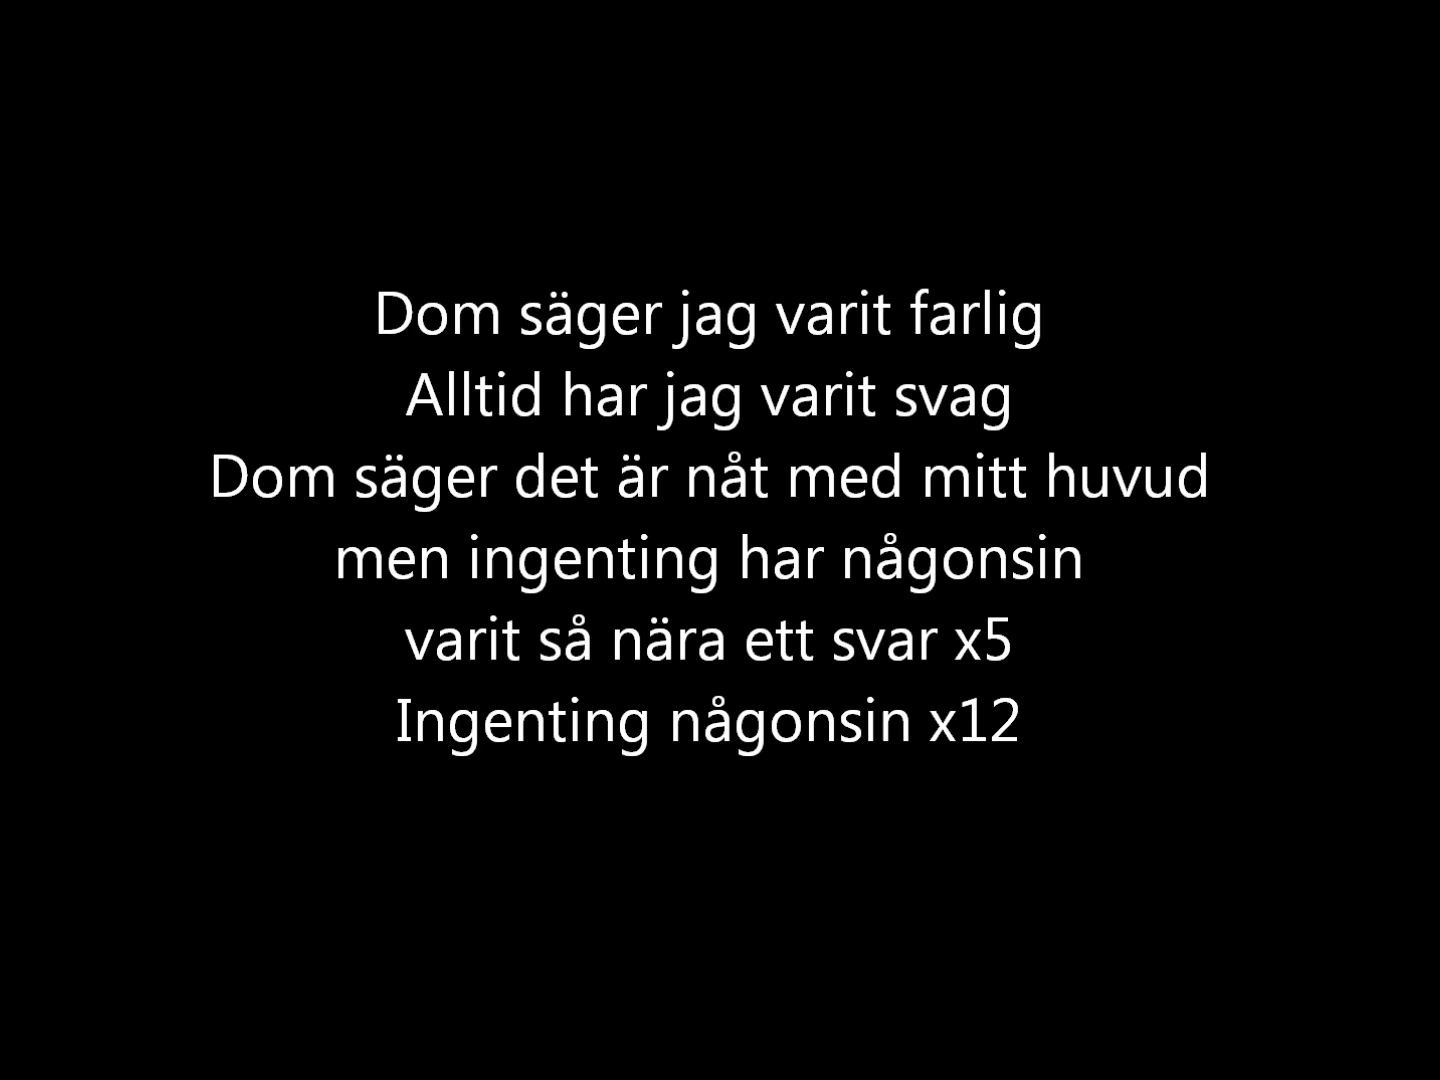 Dom säger jag varit farlig
Alltid har jag varit svag
Dom säger det är nåt med mitt huvud
men ingenting har någonsin
varit så nära ett svar x5
Ingenting någonsin x12